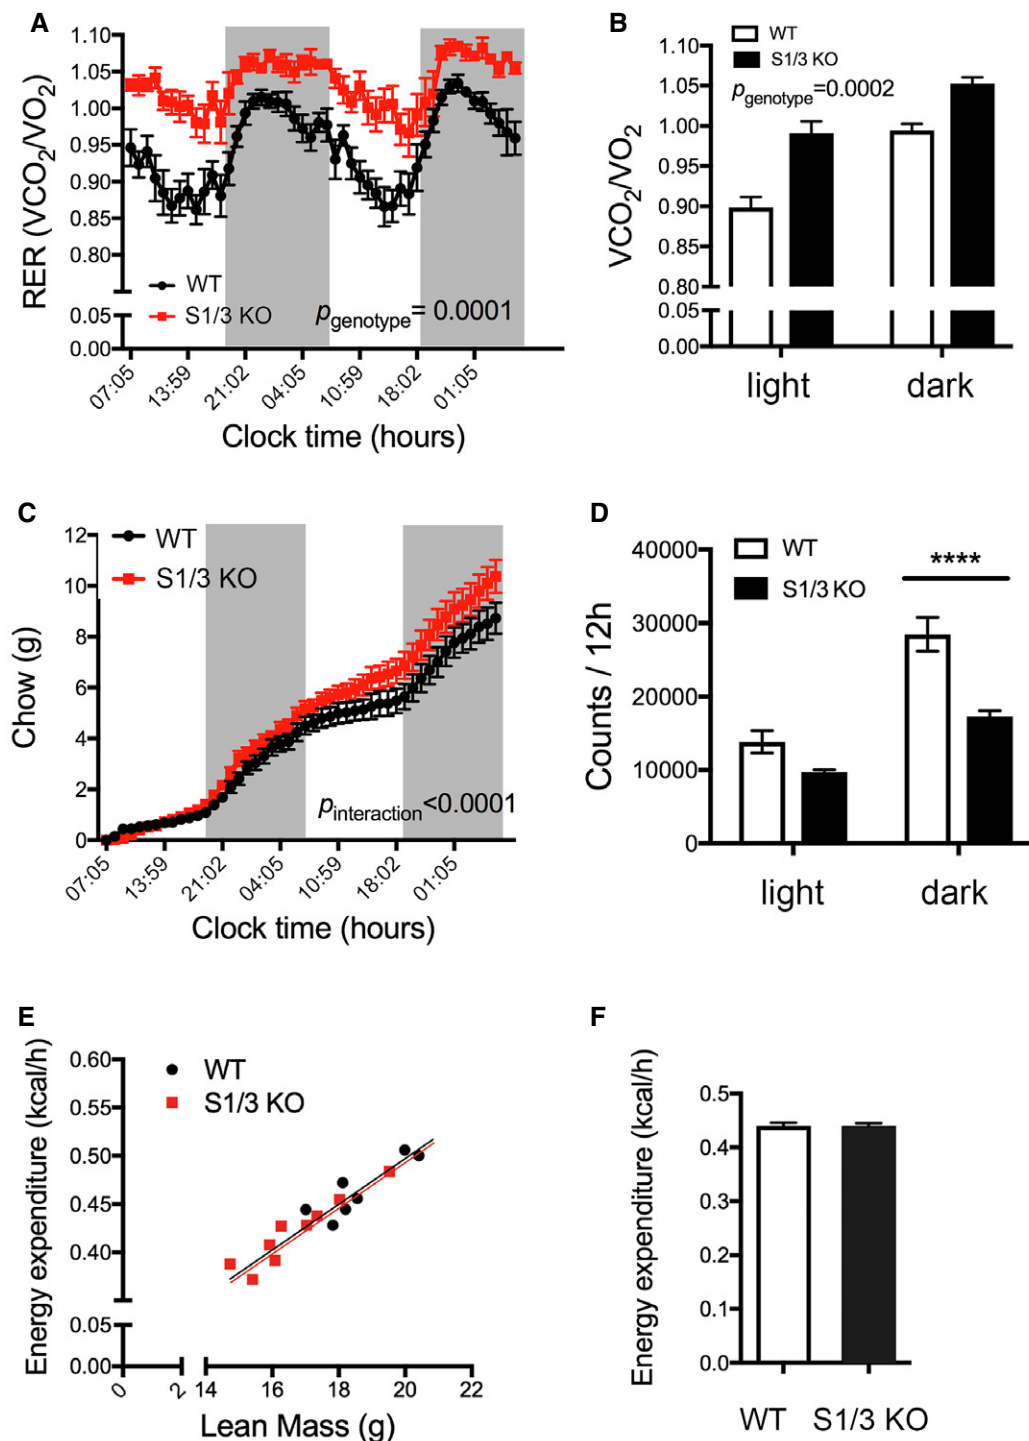 A
RER (VCO2/VO2)
1.10
1.05
1.00
0.95
0.90
0.85
0.80
0.05
0.00
WT
S1/3 KO
pgenotype= 0.0001
07:05
13:59
21:02
04:05
10:59
18:02
01:05
Clock time (hours)
B
VCO2/VO2
1.10
1.05
1.00
0.95
0.90
0.85
0.80
0.05
0.00
WT
S1/3 KO
pgenotype=0.0002
light
dark
C
Chow (g)
12
10
8
6
4
2
0
WT
S1/3 KO
pinteraction<0.0001
07:05
13:59
21:02
04:05
10:59
18:02
01:05
Clock time (hours)
D
Counts / 12h
40000
30000
20000
10000
0
WT
S1/3 KO
****
light
dark
E
Energy expenditure (kcal/h)
0.60
0.55
0.50
0.45
0.40
0.05
0.00
WT
S1/3 KO
0
2
14
16
18
20
22
Lean Mass (g)
F
Energy expenditure (kcal/h)
0.5
0.4
0.3
0.2
0.1
0.0
WT
S1/3 KO